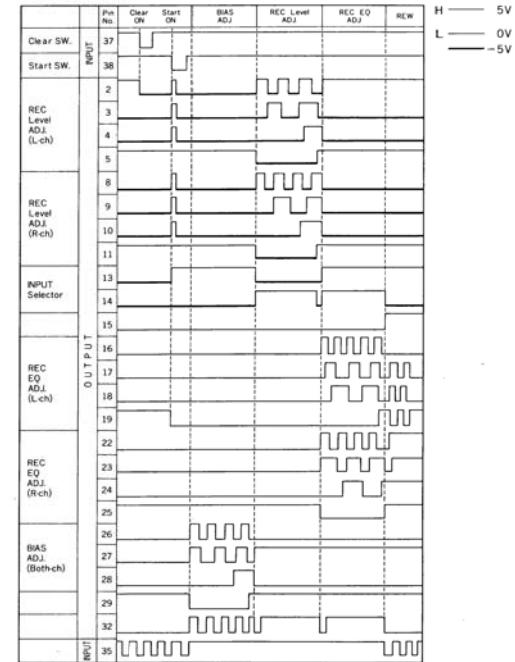 Pin No.
Clear ON
Start ON
BIAS ADJ
REC Level ADJ
REC EQ ADJ
REW
H — 5V
L — 0V
— -5V
Clear SW.
INPUT
37
Start SW.
38
REC Level ADJ. (L-ch)
OUTPUT
2
3
4
5
REC Level ADJ. (R-ch)
8
9
10
11
INPUT Selector
13
14
15
REC EQ ADJ. (L-ch)
16
17
18
19
REC EQ ADJ. (R-ch)
22
23
24
25
BIAS ADJ. (Both-ch)
26
27
28
29
32
INPUT
35